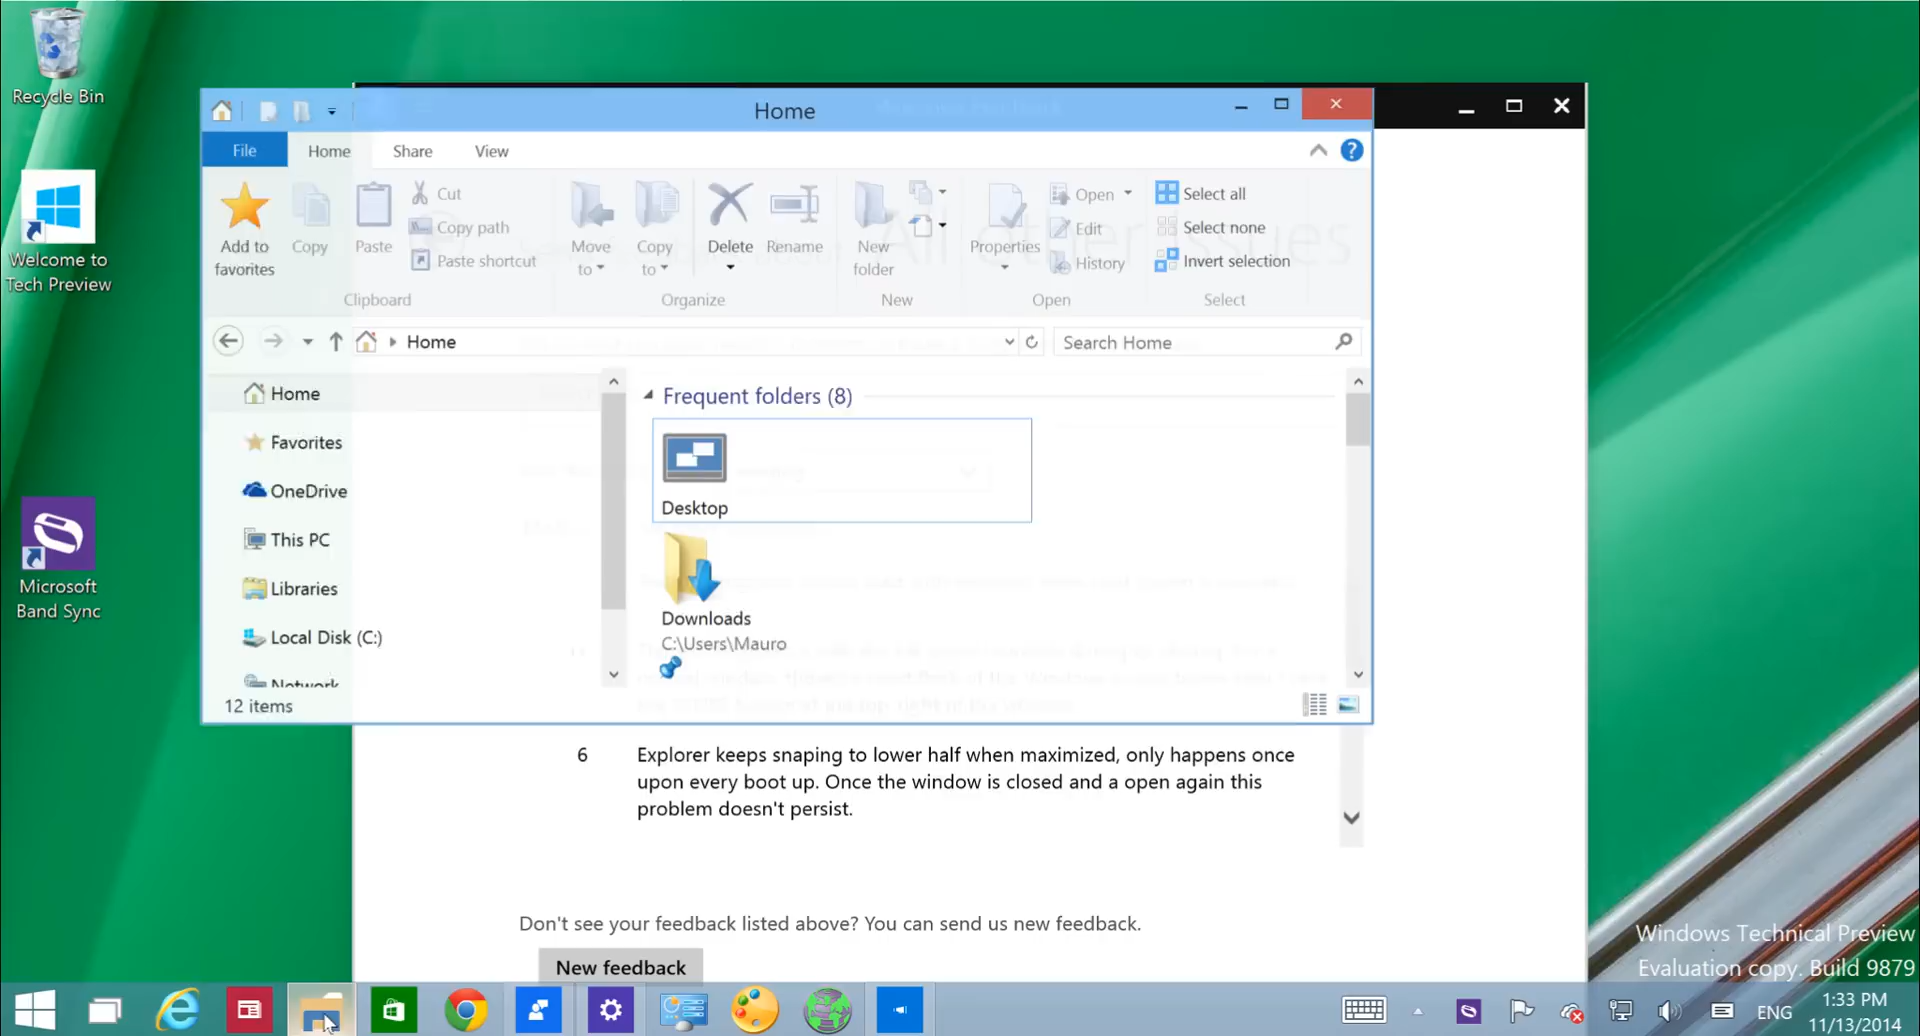 Recycle Bin
Welcome to
Tech Preview
Microsoft
Band Sync
Home
File
Home
Share
View
Add to
favorites
Copy
Paste
Cut
Copy path
Paste shortcut
Clipboard
Move
to
Copy
to
Delete
Rename
Organize
New
folder
New
Properties
Open
Edit
History
Open
Select all
Select none
Invert selection
Select
All other issues
Home
Search Home
Home
Favorites
OneDrive
This PC
Libraries
Local Disk (C:)
Network
12 items
Frequent folders (8)
Desktop
Downloads
C:\Users\Mauro
6
Explorer keeps snaping to lower half when maximized, only happens once
upon every boot up. Once the window is closed and a open again this
problem doesn't persist.
Don't see your feedback listed above? You can send us new feedback.
New feedback
Windows Technical Preview
Evaluation copy. Build 9879
ENG
1:33 PM
11/13/2014